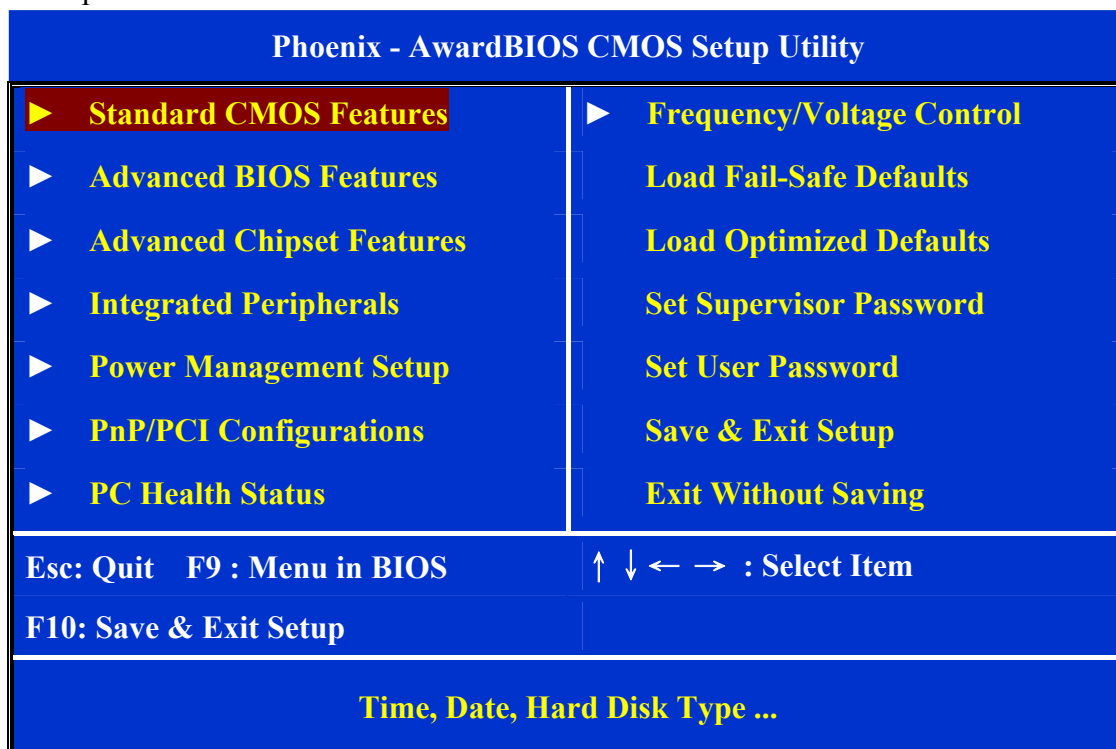 Phoenix - AwardBIOS CMOS Setup Utility
► Standard CMOS Features
► Advanced BIOS Features
► Advanced Chipset Features
► Integrated Peripherals
► Power Management Setup
► PnP/PCI Configurations
► PC Health Status
► Frequency/Voltage Control
Load Fail-Safe Defaults
Load Optimized Defaults
Set Supervisor Password
Set User Password
Save & Exit Setup
Exit Without Saving
Esc: Quit F9 : Menu in BIOS
↑ ↓ ← → : Select Item
F10: Save & Exit Setup
Time, Date, Hard Disk Type ...